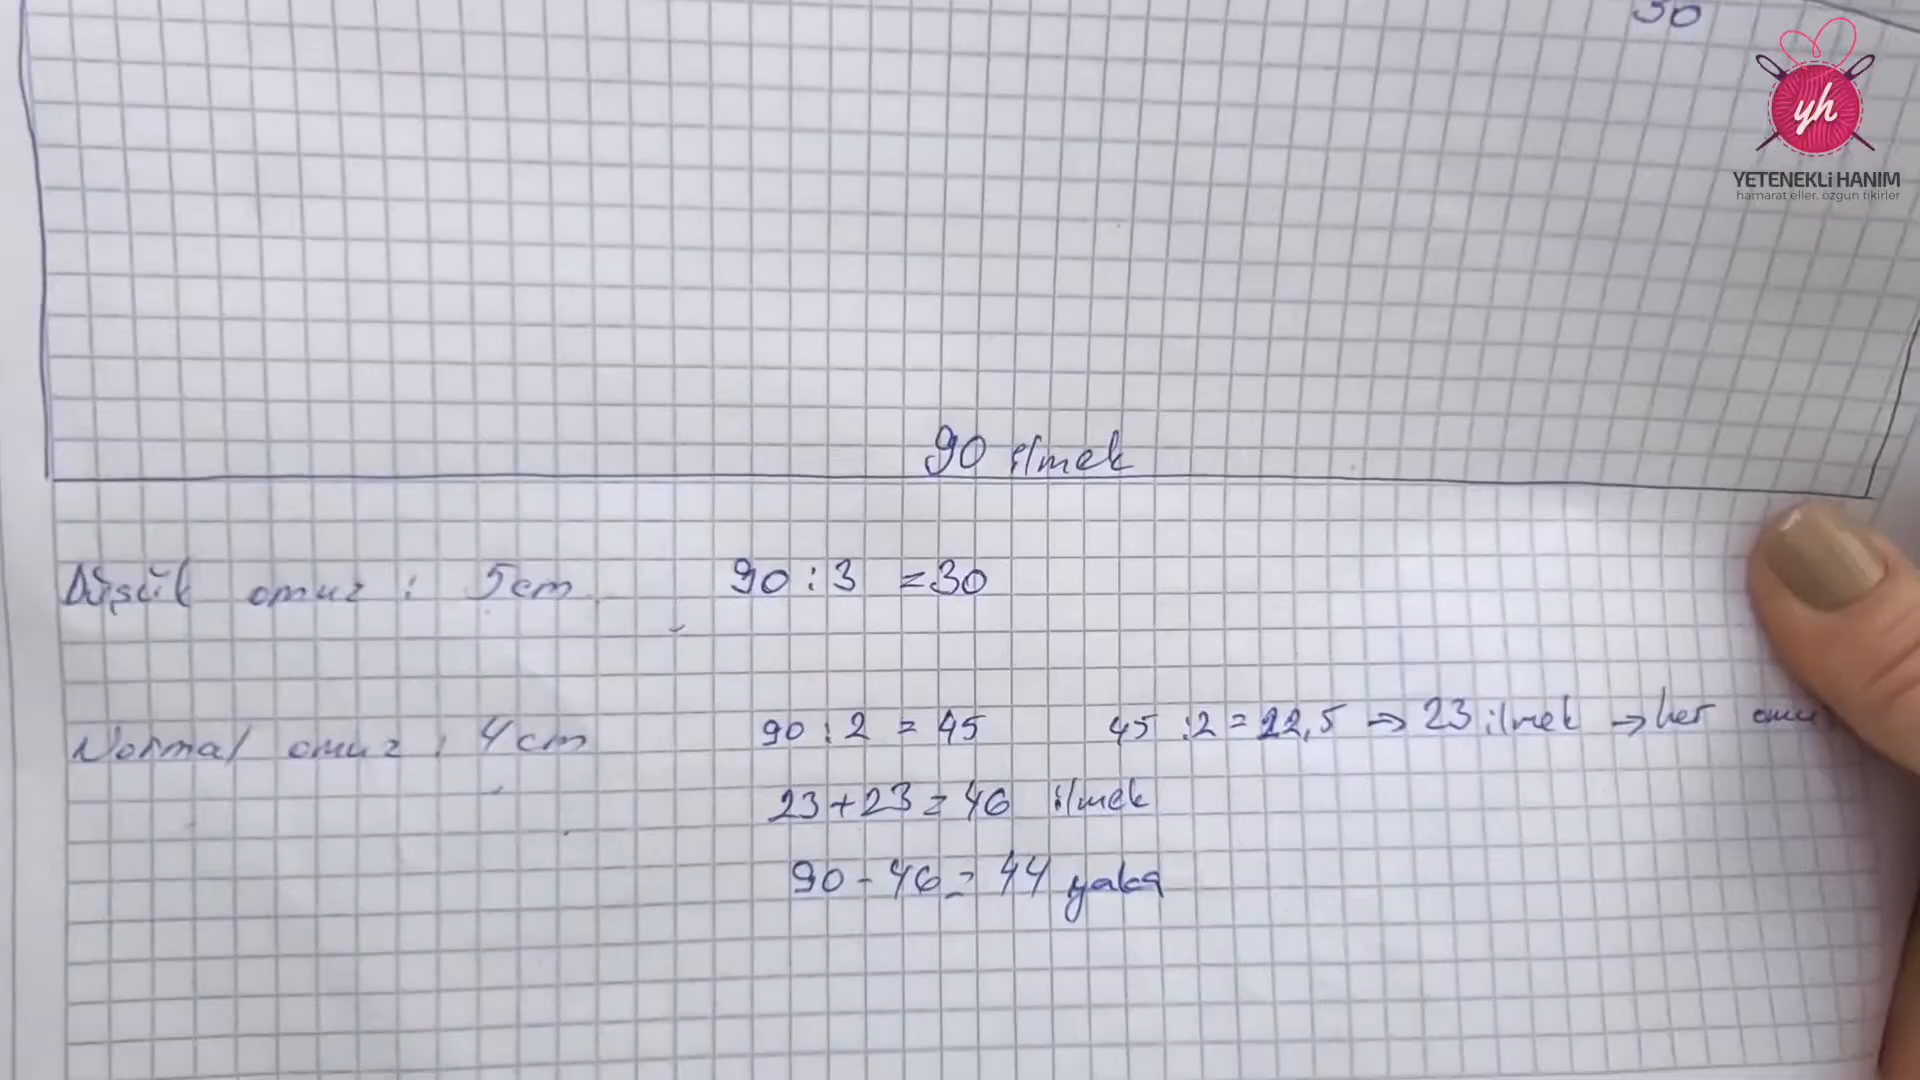 30
yh
YETENEKLİ HANIM
hamarat eller, özgün fikirler
90 ilmek
Düşük omuz : 5cm 90 : 3 = 30
Normal omuz : 4cm 90 : 2 = 45 45 : 2 = 22,5 => 23 ilmek → her
23 + 23 = 46 ilmek
90 - 46 = 44 yaka